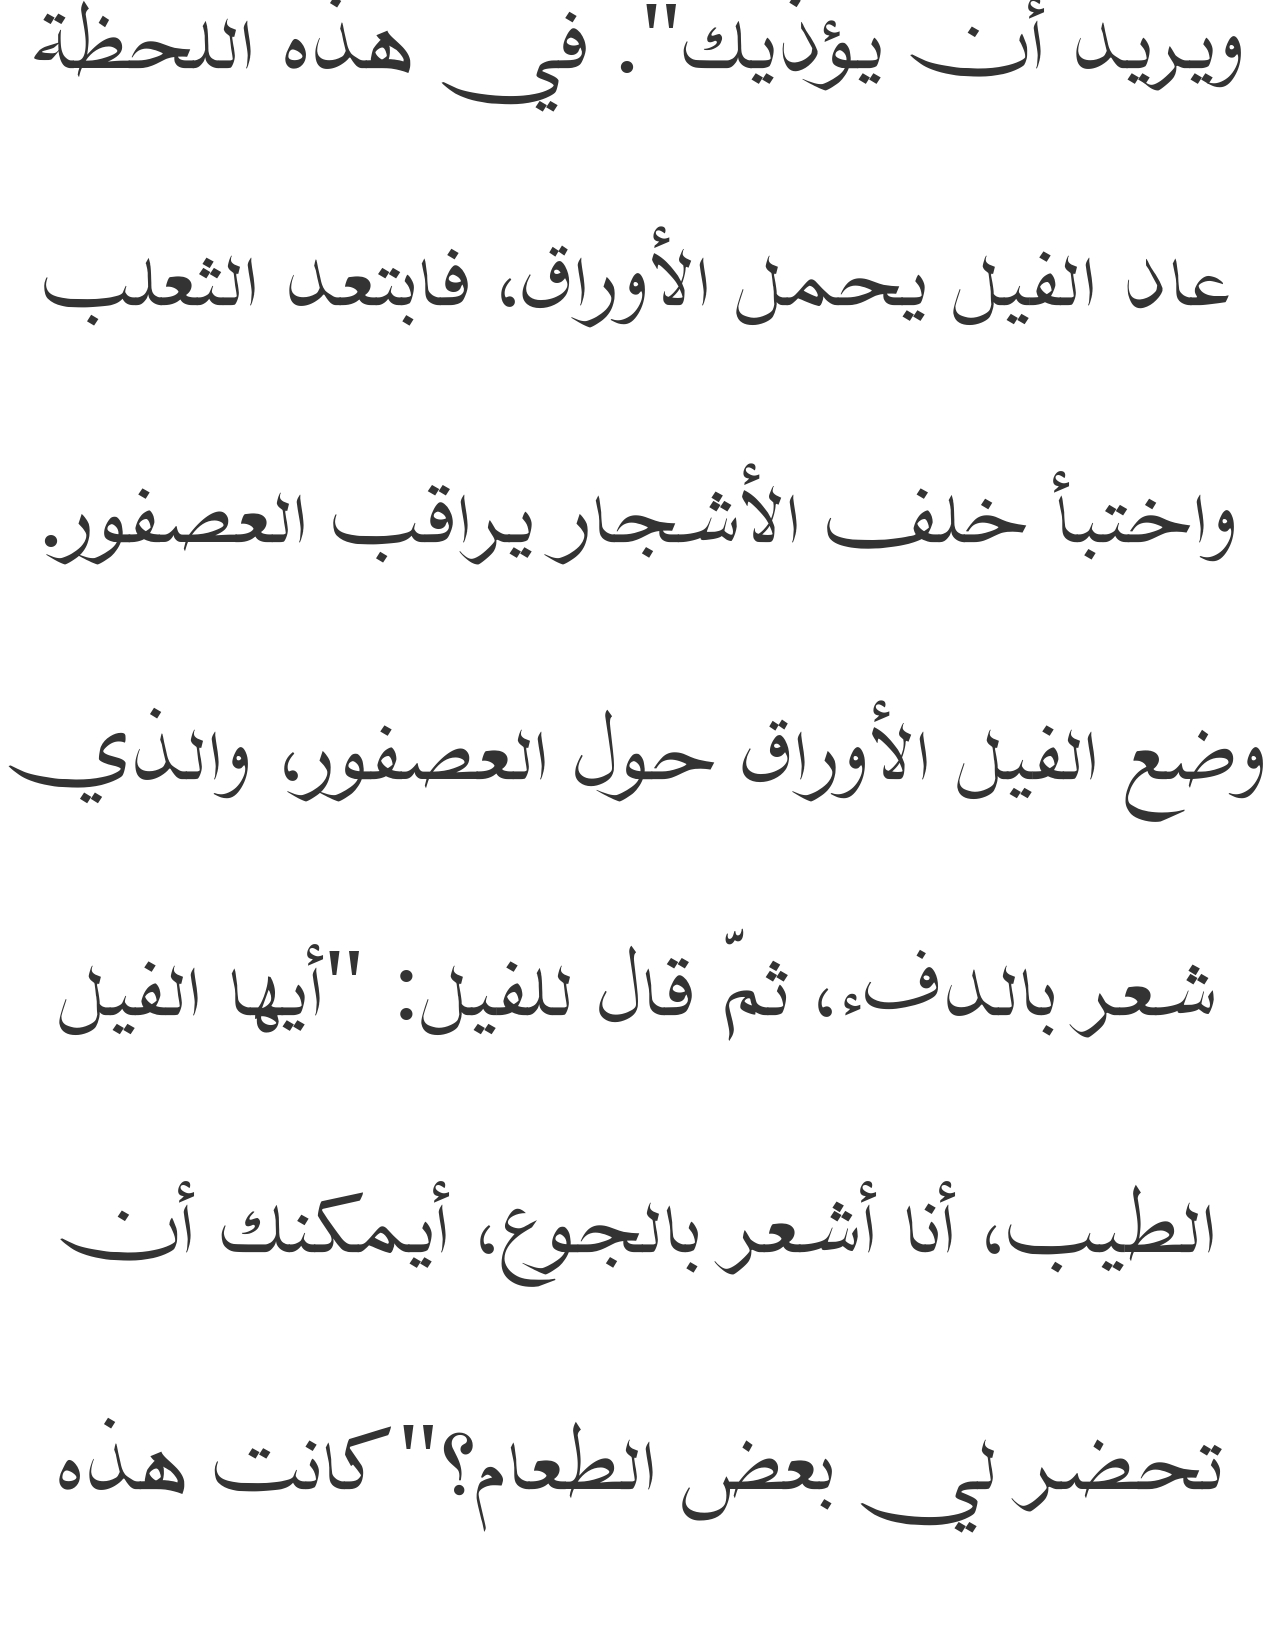 ويريد أن يؤذيك". في هذه اللحظة
عاد الفيل يحمل الأوراق، فابتعد الثعلب
واختبأ خلف الأشجار يراقب العصفور.
وضع الفيل الأوراق حول العصفور، والذي
شعر بالدفء، ثمّ قال للفيل: "أيها الفيل
الطيب، أنا أشعر بالجوع، أيمكنك أن
تحضر لي بعض الطعام؟" كانت هذه